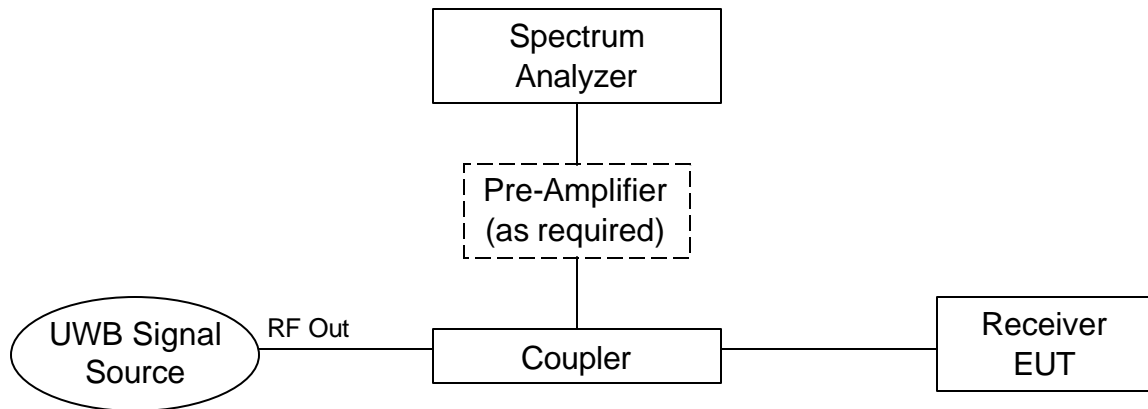 Spectrum
Analyzer
Pre-Amplifier
(as required)
UWB Signal
Source
RF Out
Coupler
Receiver
EUT